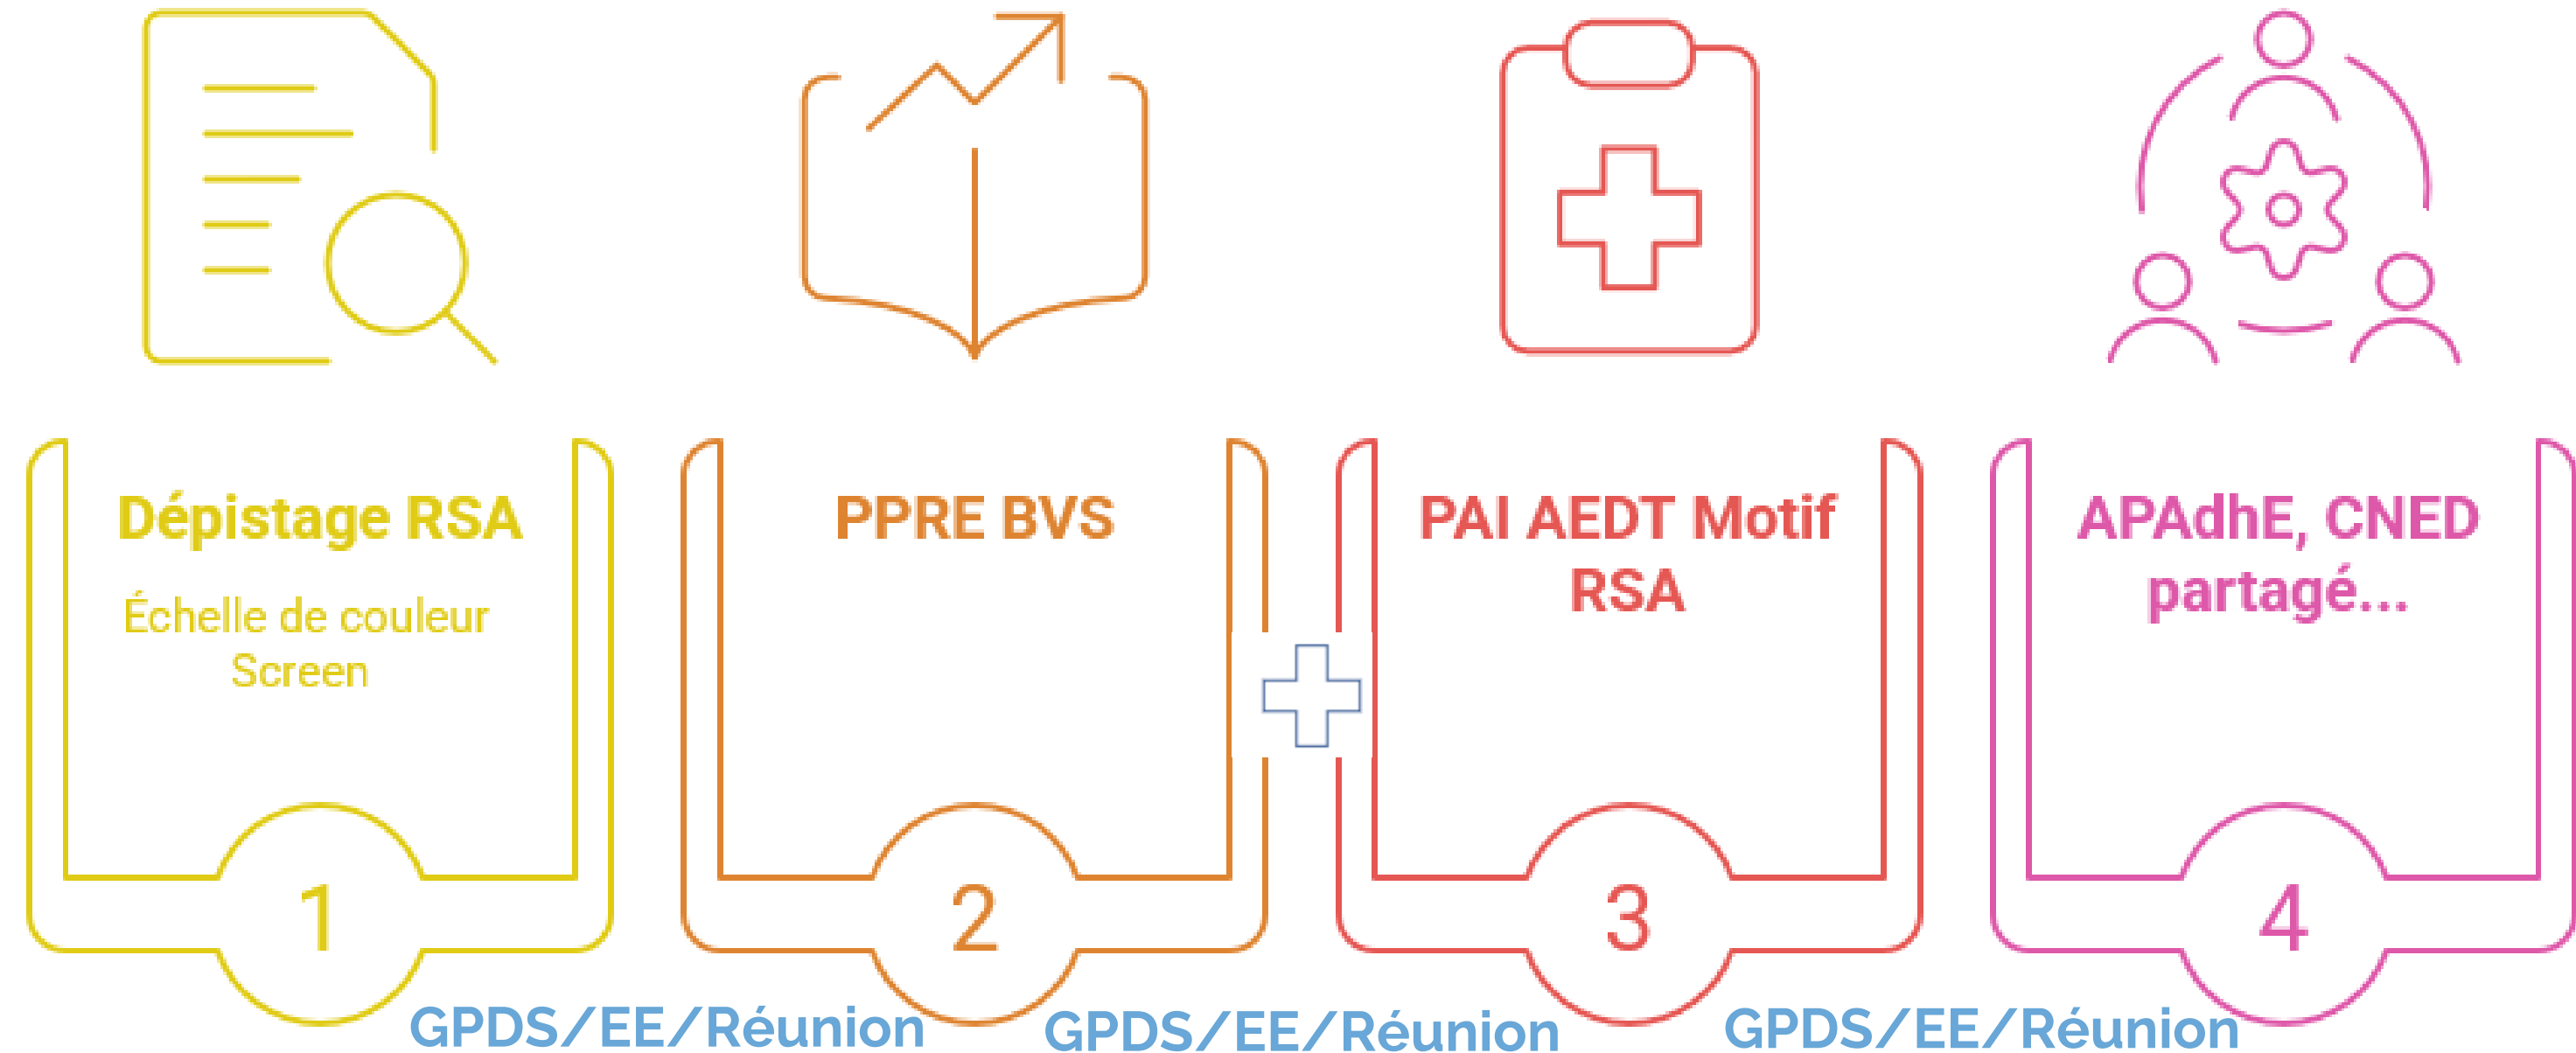 Dépistage RSA
Échelle de couleur
Screen
1
PPRE BVS
2
PAI AEDT Motif
RSA
3
APAdhE, CNED
partagé...
4
GPDS/EE/Réunion
GPDS/EE/Réunion
GPDS/EE/Réunion